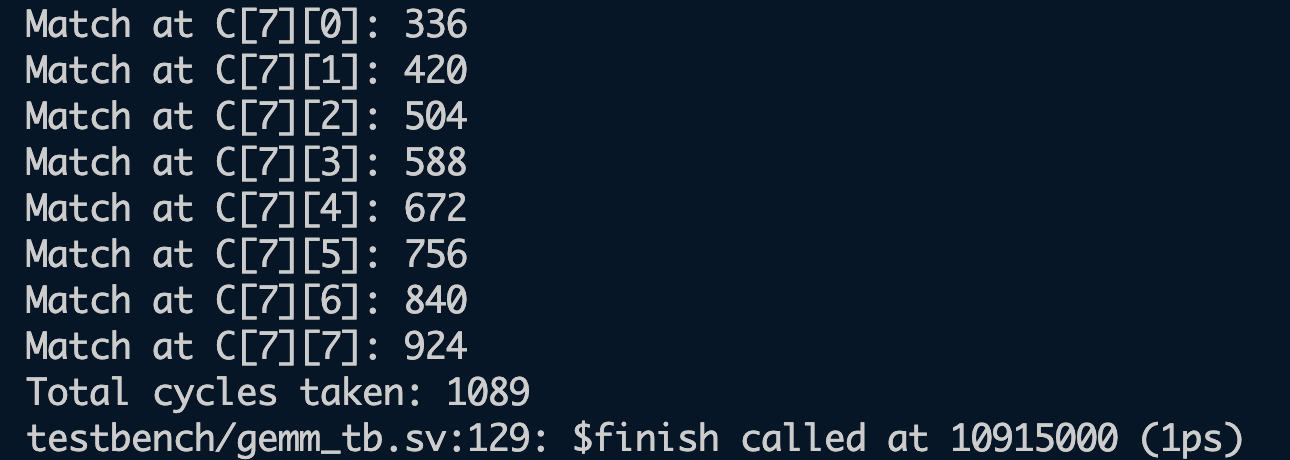 Match at C[7][0]: 336
Match at C[7][1]: 420
Match at C[7][2]: 504
Match at C[7][3]: 588
Match at C[7][4]: 672
Match at C[7][5]: 756
Match at C[7][6]: 840
Match at C[7][7]: 924
Total cycles taken: 1089
testbench/gemm_tb.sv:129: $finish called at 10915000 (1ps)